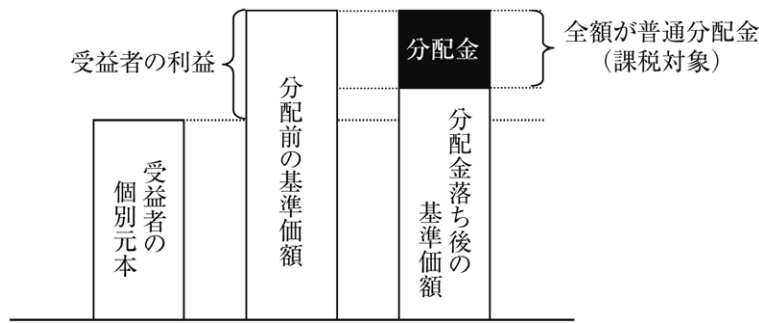 受益者の利益
受益者の
個別元本
分配前の基準価額
分配金
分配金落ち後の
基準価額
全額が普通分配金
（課税対象）